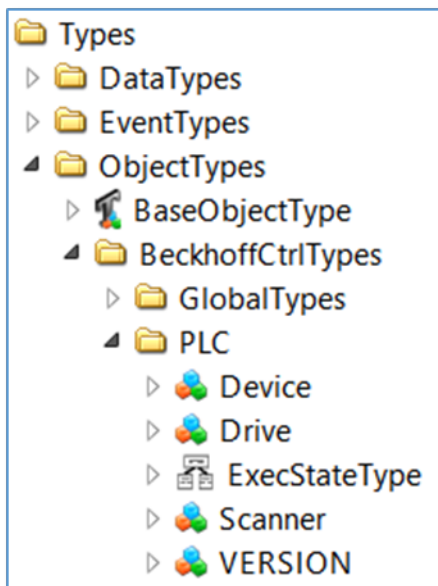 Types
DataTypes
EventTypes
ObjectTypes
BaseObjectType
BeckhoffCtrlTypes
GlobalTypes
PLC
Device
Drive
ExecStateType
Scanner
VERSION